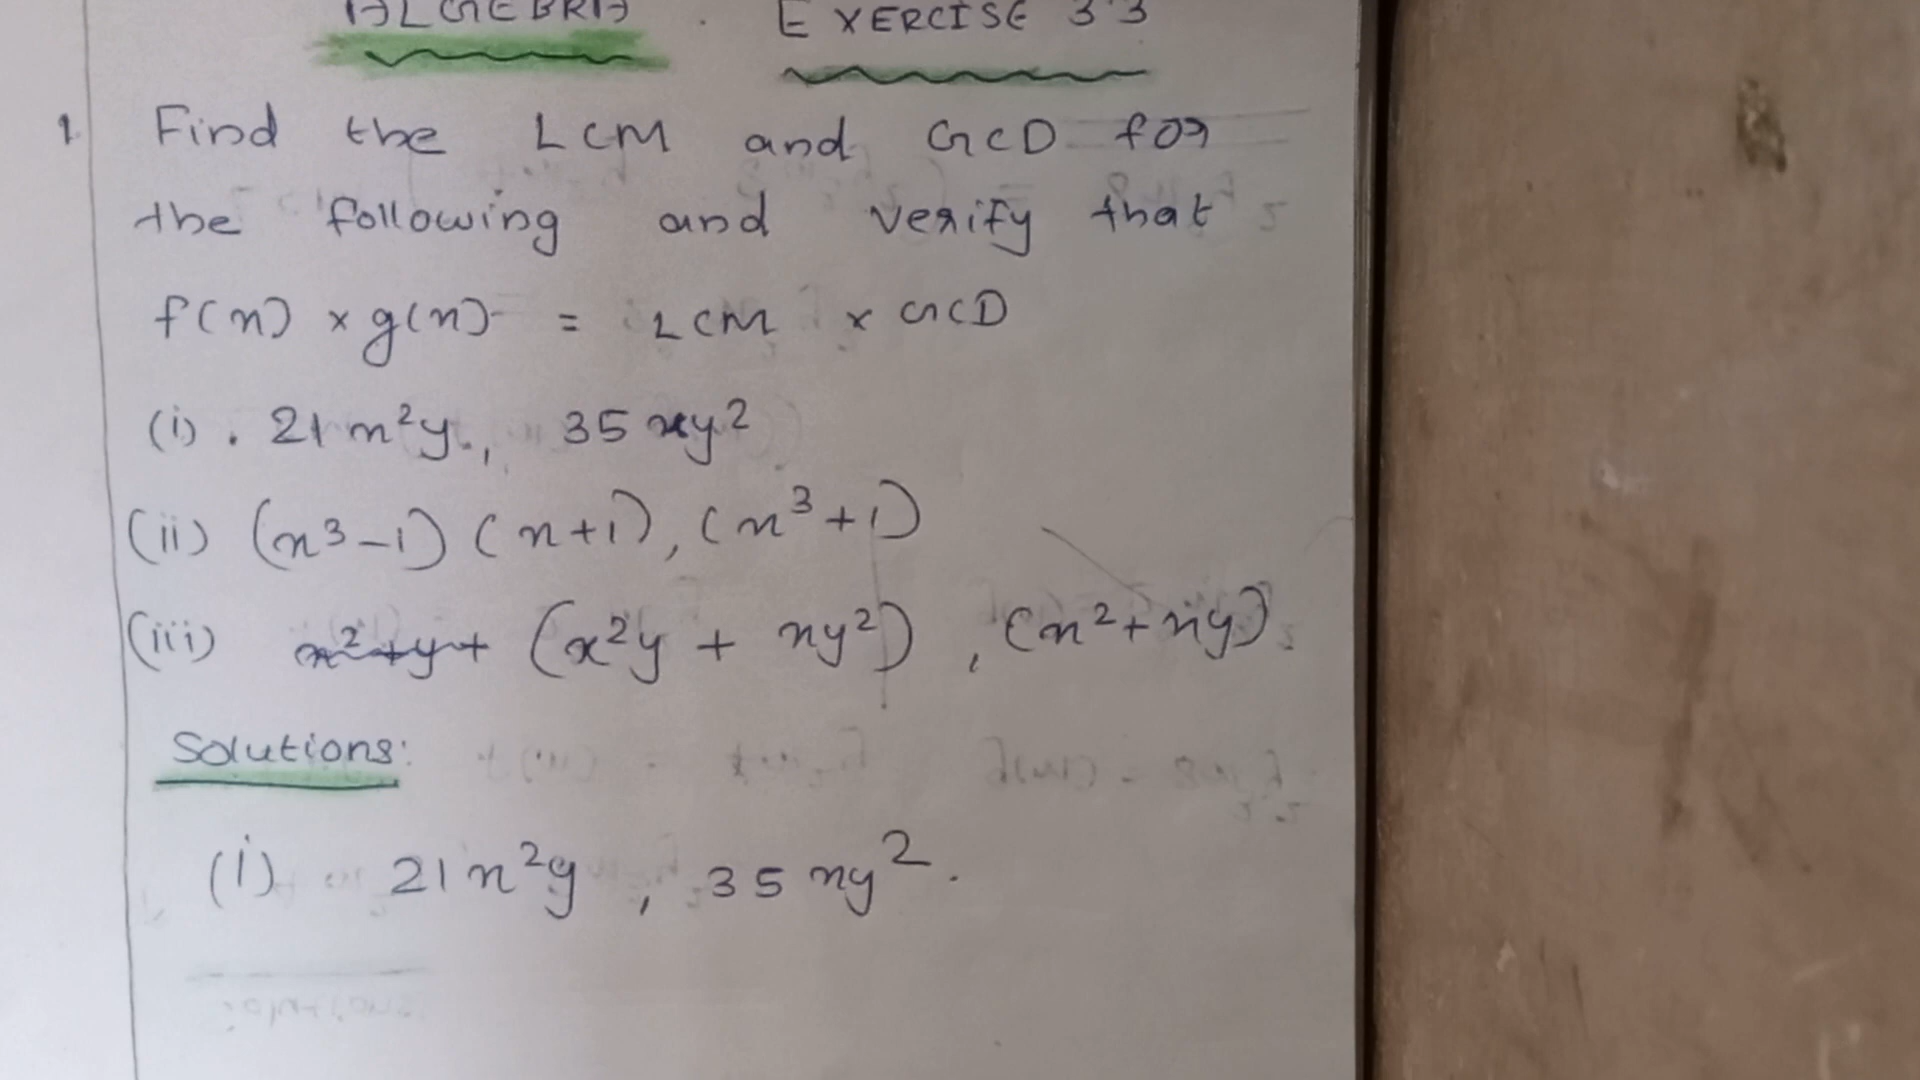 ALGEBRA. EXERCISE 3.3
1. Find the LCM and GCD for
the following and verify that
f(x) × g(x) = LCM × GCD
(i). 21x²y, 35xy²
(ii) (x³-1) (x+1), (x³+1)
(iii) (x²y + xy²), (x²+xy).
Solutions:
(i) 21x²y, 35xy².